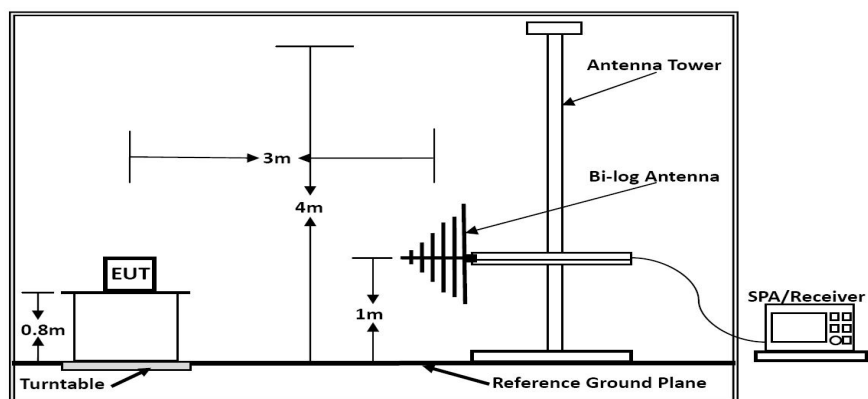 Antenna Tower
3m
Bi-log Antenna
4m
EUT
SPA/Receiver
0.8m
1m
Turntable
Reference Ground Plane